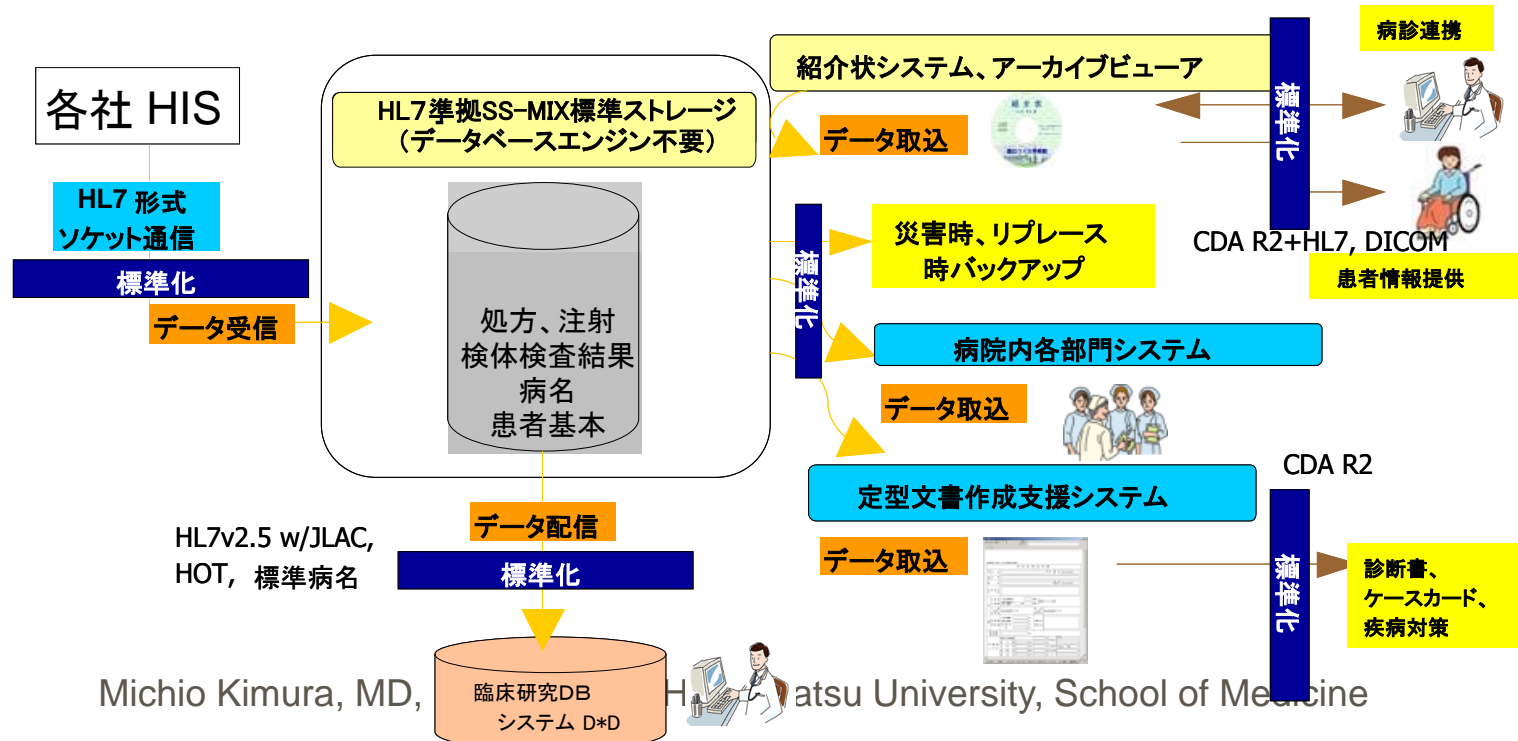 各社 HIS
HL7 形式
ソケット通信
標準化
データ受信
HL7準拠SS-MIX標準ストレージ
(データベースエンジン不要)
処方、注射
検体検査結果
病名
患者基本
データ配信
HL7v2.5 w/JLAC,
HOT, 標準病名
標準化
臨床研究DB
システム D*D
紹介状システム、アーカイブビューア
データ取込
紹介状
標準化
病診連携
CDA R2+HL7, DICOM
患者情報提供
標準化
災害時、リプレース
時バックアップ
病院内各部門システム
データ取込
定型文書作成支援システム
データ取込
CDA R2
標準化
診断書、
ケースカード、
疾病対策
Michio Kimura, MD, H atsu University, School of Medicine